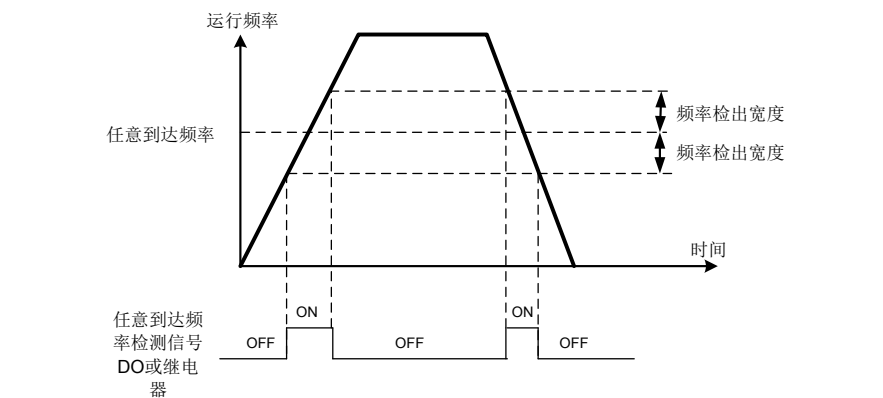 运行频率
频率检出宽度
任意到达频率
频率检出宽度
时间
ON
ON
任意到达频
率检测信号
DO或继电
器
OFF
OFF
OFF